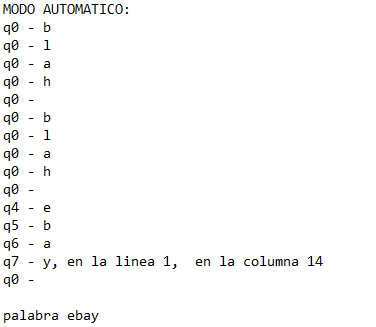 MODO AUTOMATICO:
q0 - b
q0 - l
q0 - a
q0 - h
q0 -
q0 - b
q0 - l
q0 - a
q0 - h
q0 -
q4 - e
q5 - b
q6 - a
q7 - y, en la linea 1,  en la columna 14
q0 -
palabra ebay